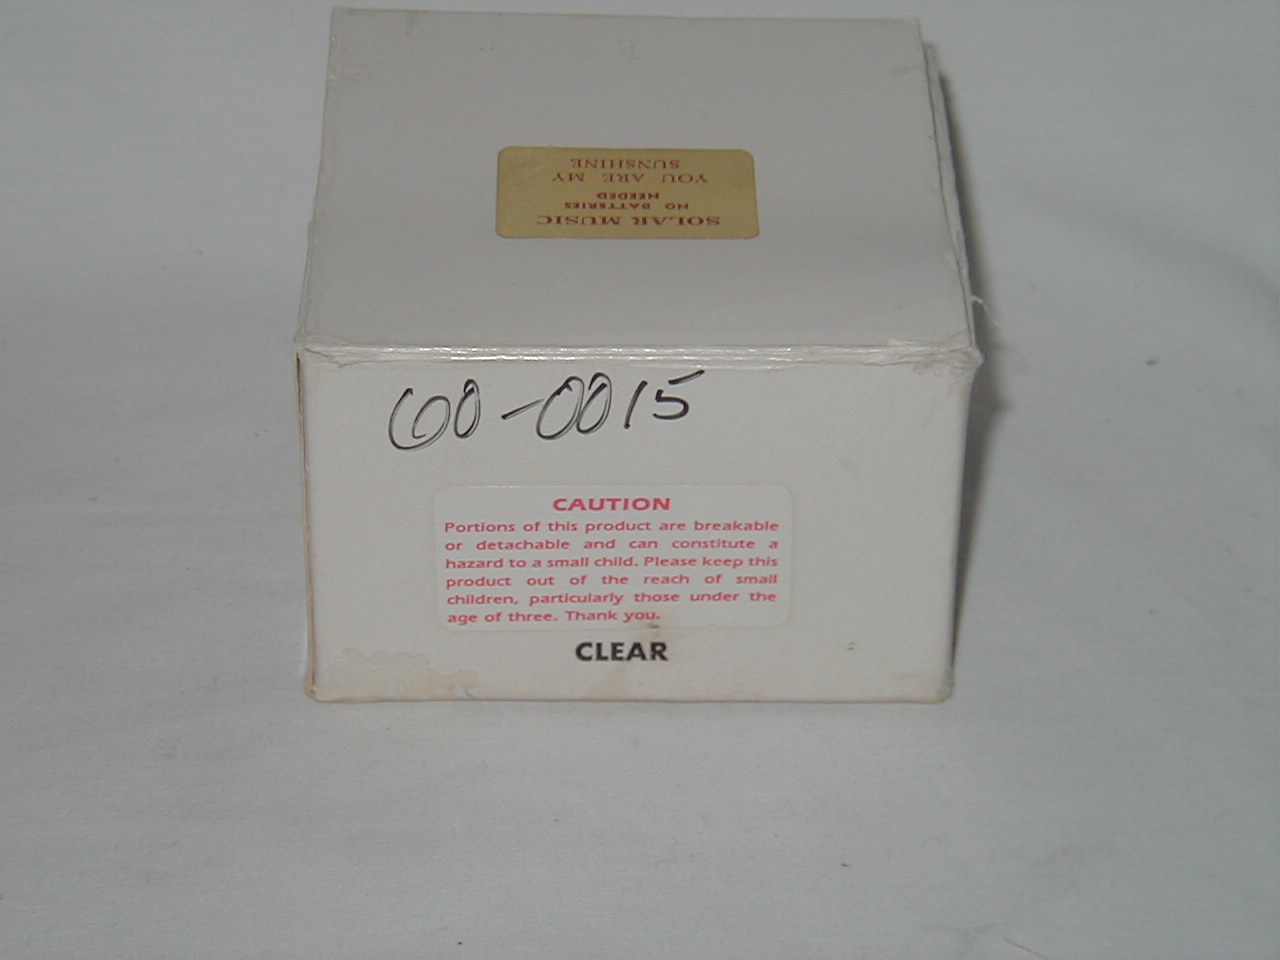 SOLAR MUSIC
NO BATTERIES
NEEDED
YOU ARE MY
SUNSHINE
60-0015
CAUTION
Portions of this product are breakable
or detachable and can constitute a
hazard to a small child. Please keep this
product out of the reach of small
children, particularly those under the
age of three. Thank you.
CLEAR